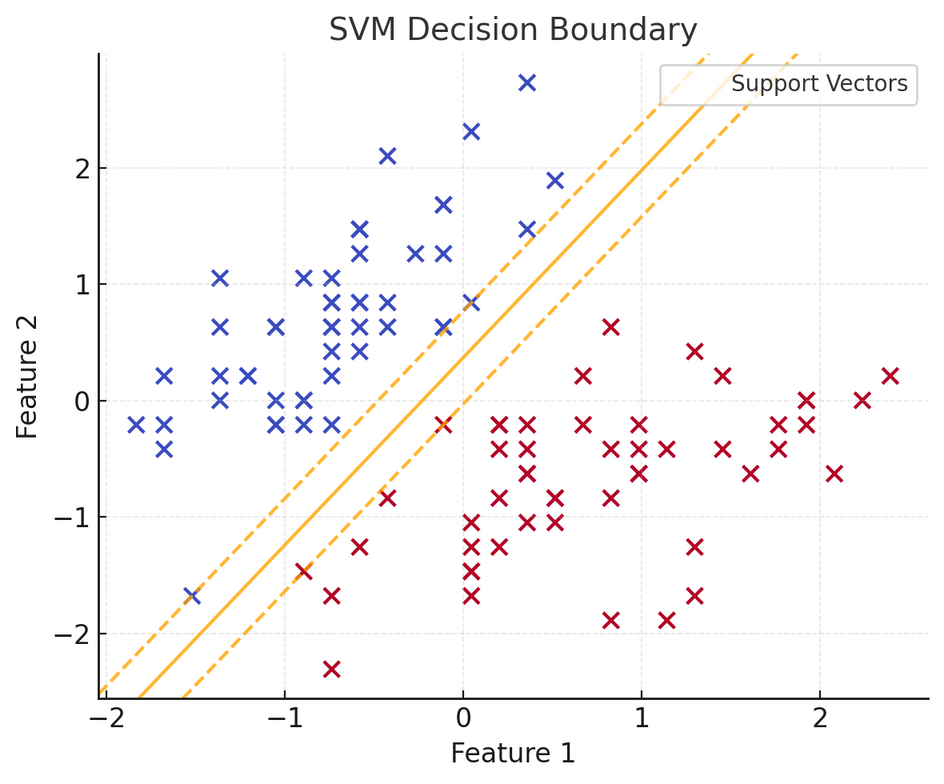 SVM Decision Boundary
Support Vectors
Feature 2
2
1
0
−1
−2
−2 −1 0 1 2
Feature 1